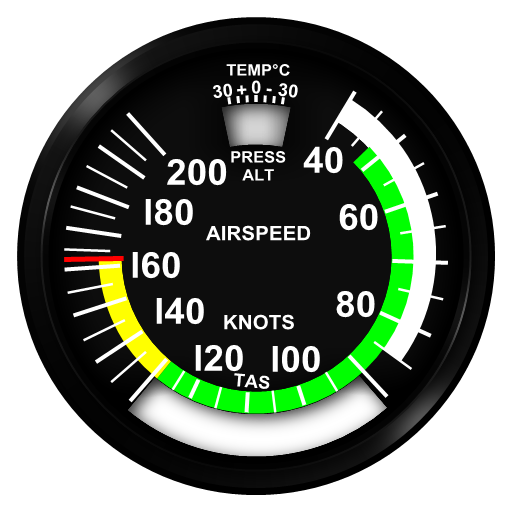 TEMP°C
30 + 0 - 30
PRESS
ALT
40
200
60
180
AIRSPEED
160
80
140
KNOTS
120
100
TAS